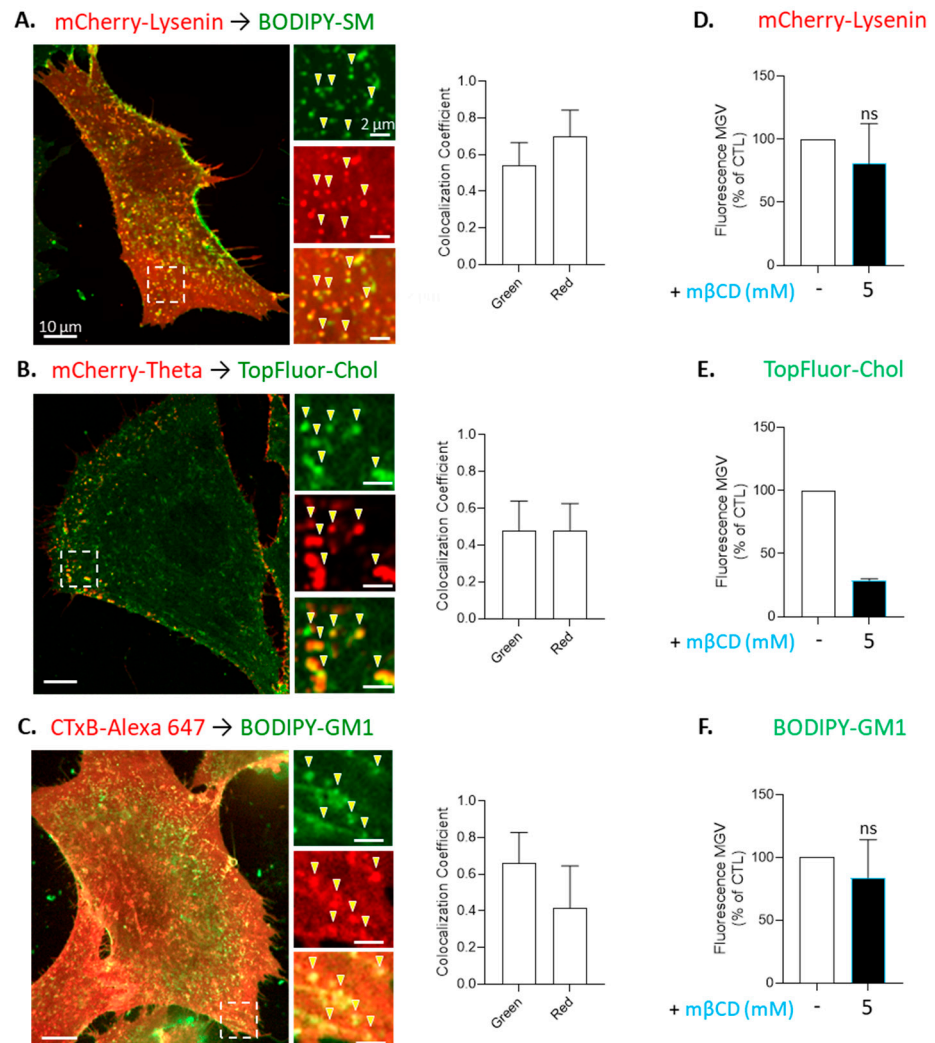 A. mCherry-Lysenin → BODIPY-SM
2 µm
10 µm
Colocalization Coefficient
1.0
0.8
0.6
0.4
0.2
0.0
Green
Red
D. mCherry-Lysenin
Fluorescence MGV
(% of CTL)
150
100
50
0
ns
+ mβCD (mM) - 5
B. mCherry-Theta → TopFluor-Chol
Colocalization Coefficient
1.0
0.8
0.6
0.4
0.2
0.0
Green
Red
E. TopFluor-Chol
Fluorescence MGV
(% of CTL)
150
100
50
0
+ mβCD (mM) - 5
C. CTxB-Alexa 647 → BODIPY-GM1
Colocalization Coefficient
1.0
0.8
0.6
0.4
0.2
0.0
Green
Red
F. BODIPY-GM1
Fluorescence MGV
(% of CTL)
150
100
50
0
ns
+ mβCD (mM) - 5